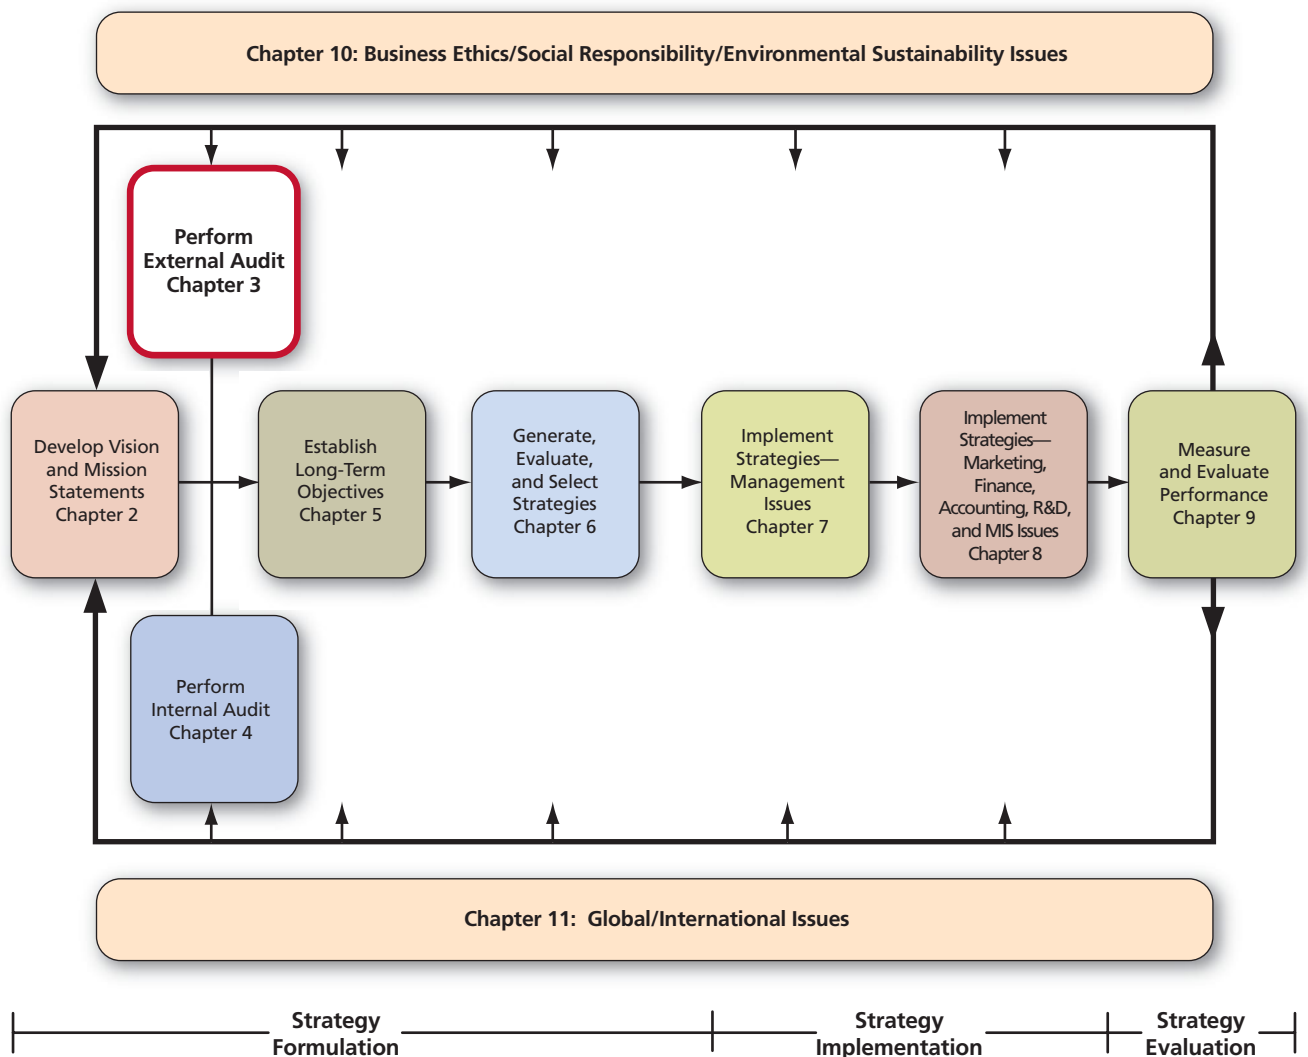 Chapter 10: Business Ethics/Social Responsibility/Environmental Sustainability Issues
Perform
External Audit
Chapter 3
Develop Vision
and Mission
Statements
Chapter 2
Establish
Long-Term
Objectives
Chapter 5
Generate,
Evaluate,
and Select
Strategies
Chapter 6
Implement
Strategies—
Management
Issues
Chapter 7
Implement
Strategies—
Marketing,
Finance,
Accounting, R&D,
and MIS Issues
Chapter 8
Measure
and Evaluate
Performance
Chapter 9
Perform
Internal Audit
Chapter 4
Chapter 11: Global/International Issues
Strategy
Formulation
Strategy
Implementation
Strategy
Evaluation